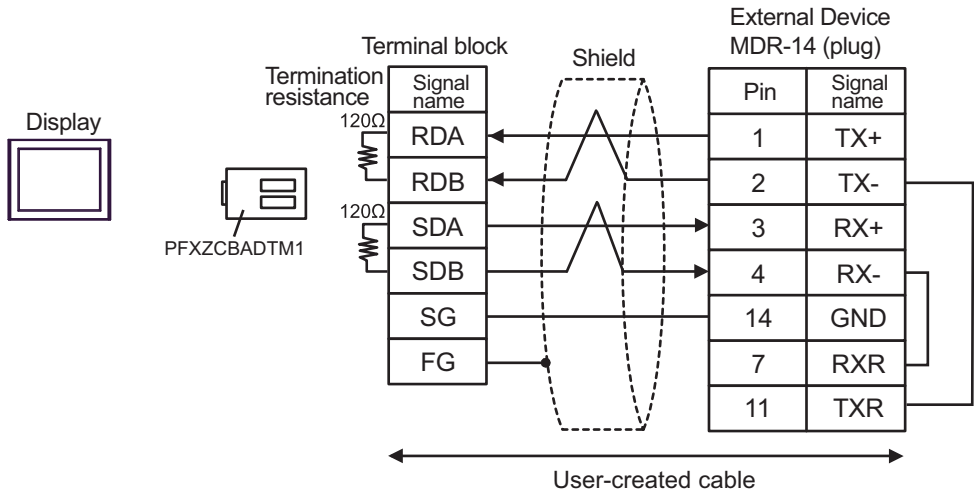 External Device
MDR-14 (plug)
Terminal block
Shield
Termination
resistance
Display
Signal
name
Pin
Signal
name
120Ω
RDA
1
TX+
RDB
2
TX-
120Ω
SDA
3
RX+
PFXZCBADTM1
SDB
4
RX-
SG
14
GND
FG
7
RXR
11
TXR
User-created cable